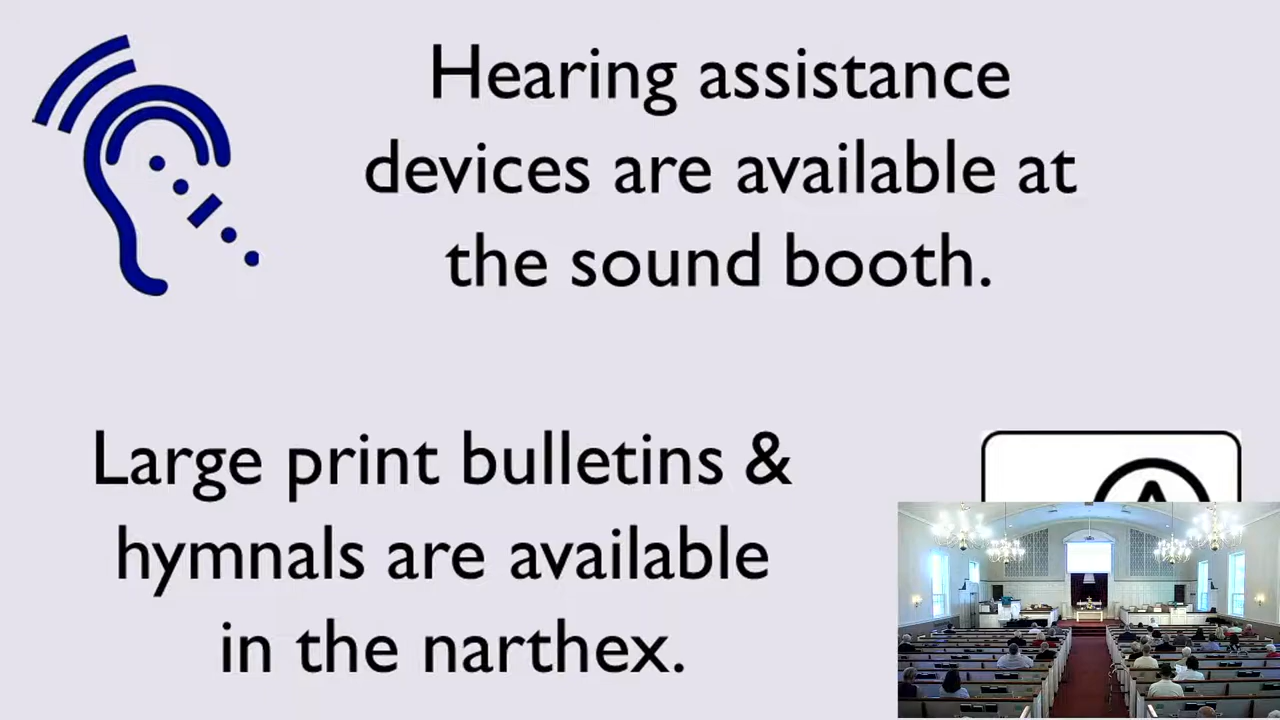 Hearing assistance
devices are available at
the sound booth.
Large print bulletins &
hymnals are available
in the narthex.
A